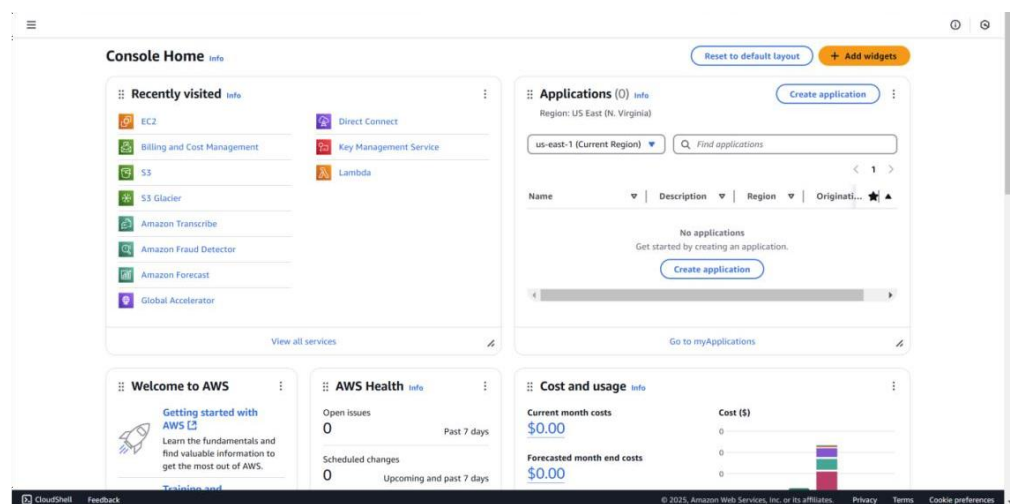 Console Home Info
Reset to default layout
+ Add widgets
Recently visited Info
EC2
Billing and Cost Management
S3
S3 Glacier
Amazon Transcribe
Amazon Fraud Detector
Amazon Forecast
Global Accelerator
Direct Connect
Key Management Service
Lambda
View all services
Applications (0) Info
Create application
Region: US East (N. Virginia)
us-east-1 (Current Region)
Find applications
1
Name Description Region Originati...
No applications
Get started by creating an application.
Create application
Go to myApplications
Welcome to AWS
Getting started with
AWS
Learn the fundamentals and
find valuable information to
get the most out of AWS.
Training and
AWS Health Info
Open issues
0 Past 7 days
Scheduled changes
0 Upcoming and past 7 days
Cost and usage Info
Current month costs
$0.00
Forecasted month end costs
$0.00
Cost ($)
0
0
0
CloudShell Feedback © 2025, Amazon Web Services, Inc. or its affiliates. Privacy Terms Cookie preferences